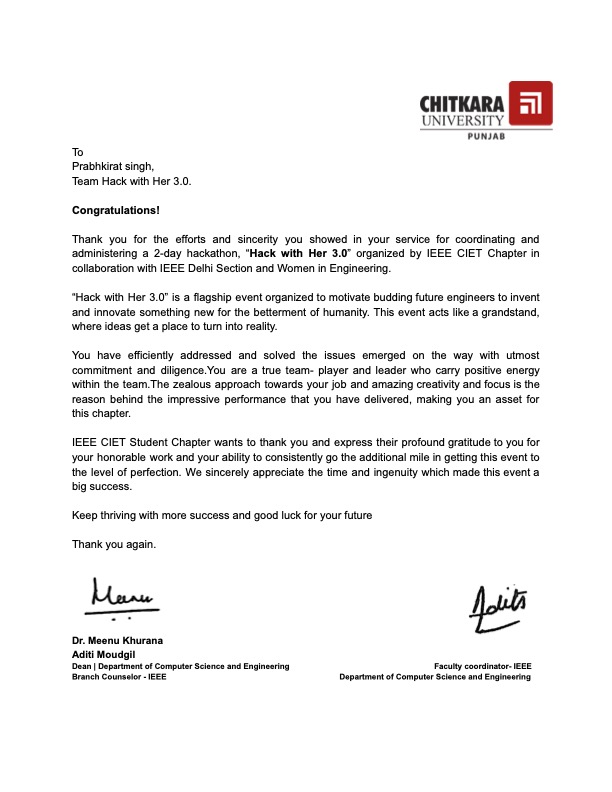 CHITKARA
UNIVERSITY
PUNJAB
To
Prabhkirat singh,
Team Hack with Her 3.0.
Congratulations!
Thank you for the efforts and sincerity you showed in your service for coordinating and
administering a 2-day hackathon, “Hack with Her 3.0” organized by IEEE CIET Chapter in
collaboration with IEEE Delhi Section and Women in Engineering.
“Hack with Her 3.0” is a flagship event organized to motivate budding future engineers to invent
and innovate something new for the betterment of humanity. This event acts like a grandstand,
where ideas get a place to turn into reality.
You have efficiently addressed and solved the issues emerged on the way with utmost
commitment and diligence.You are a true team- player and leader who carry positive energy
within the team.The zealous approach towards your job and amazing creativity and focus is the
reason behind the impressive performance that you have delivered, making you an asset for
this chapter.
IEEE CIET Student Chapter wants to thank you and express their profound gratitude to you for
your honorable work and your ability to consistently go the additional mile in getting this event to
the level of perfection. We sincerely appreciate the time and ingenuity which made this event a
big success.
Keep thriving with more success and good luck for your future
Thank you again.
Meenu
Aditi
Dr. Meenu Khurana
Aditi Moudgil
Dean | Department of Computer Science and Engineering
Faculty coordinator- IEEE
Branch Counselor - IEEE
Department of Computer Science and Engineering